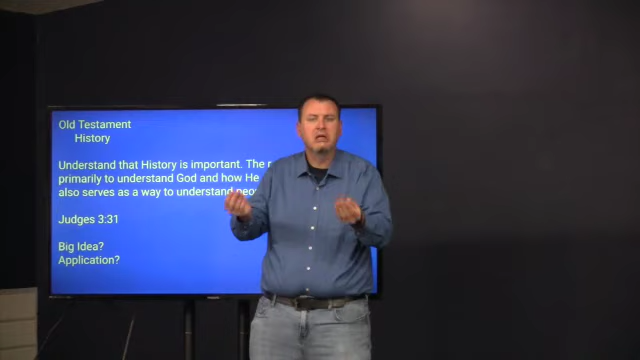 Old Testament
History
Understand that History is important. The
primarily to understand God and how He
also serves as a way to understand
Judges 3:31
Big Idea?
Application?